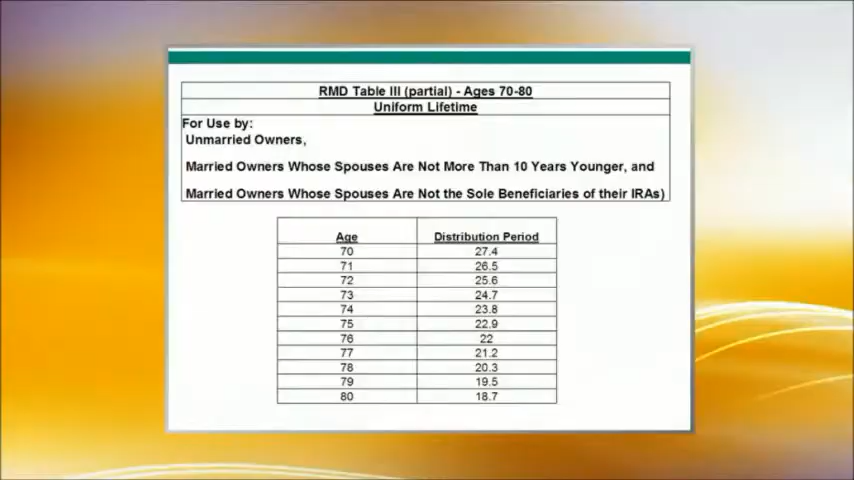 RMD Table III (partial) - Ages 70-80
Uniform Lifetime
For Use by:
Unmarried Owners,
Married Owners Whose Spouses Are Not More Than 10 Years Younger, and
Married Owners Whose Spouses Are Not the Sole Beneficiaries of their IRAs)
Age Distribution Period
70 27.4
71 26.5
72 25.6
73 24.7
74 23.8
75 22.9
76 22
77 21.2
78 20.3
79 19.5
80 18.7